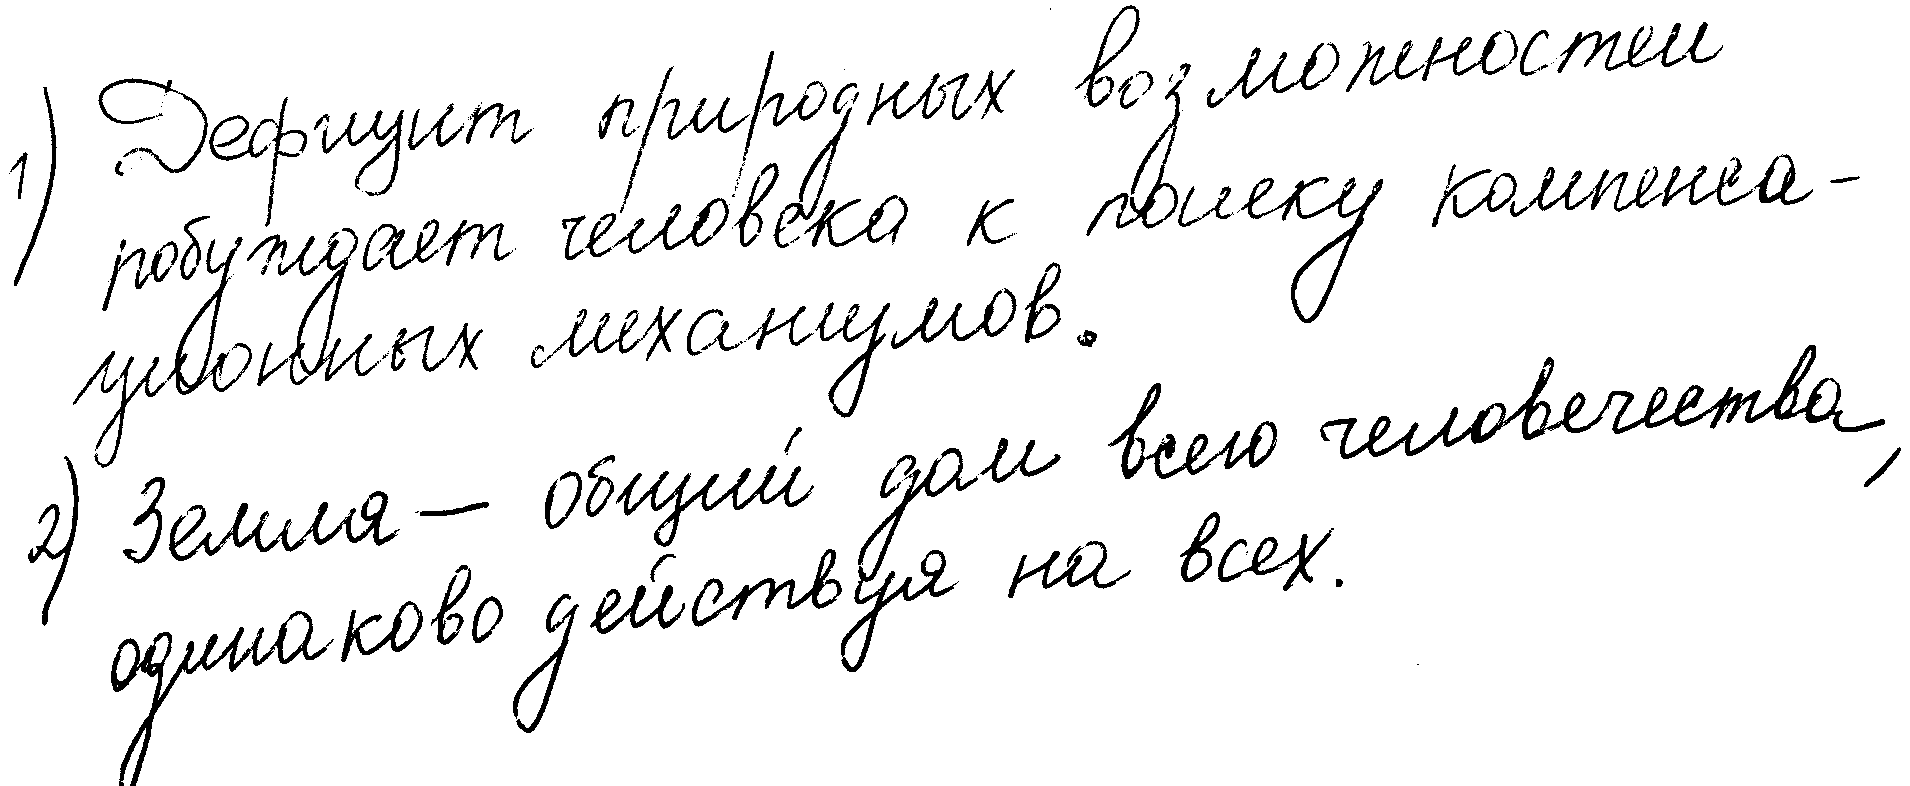 1) Дефицит природных возможностей
побуждает человека к поиску компенса-
ционных механизмов.
2) Земля — общий дом всего человечества,
одинаково действуя на всех.